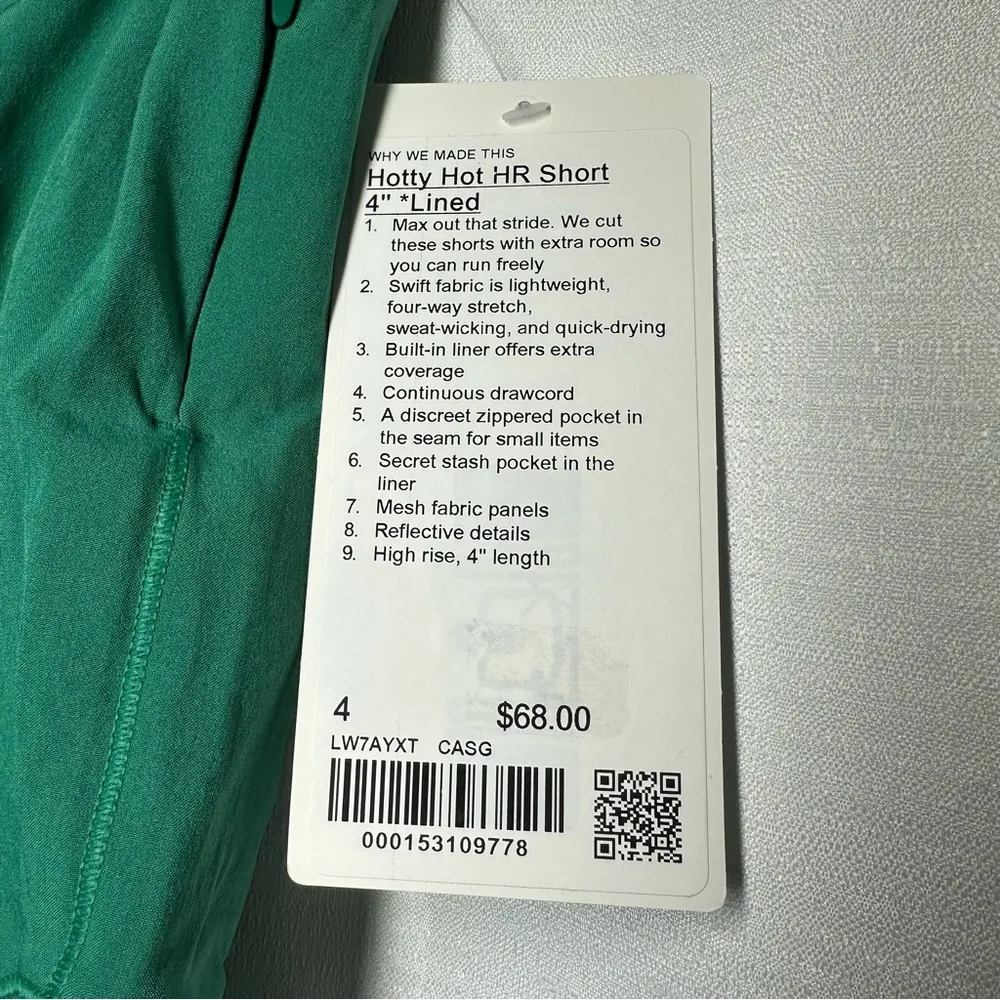 WHY WE MADE THIS
Hotty Hot HR Short
4" *Lined
1. Max out that stride. We cut
these shorts with extra room so
you can run freely
2. Swift fabric is lightweight,
four-way stretch,
sweat-wicking, and quick-drying
3. Built-in liner offers extra
coverage
4. Continuous drawcord
5. A discreet zippered pocket in
the seam for small items
6. Secret stash pocket in the
liner
7. Mesh fabric panels
8. Reflective details
9. High rise, 4" length
4 $68.00
LW7AYXT CASG
000153109778